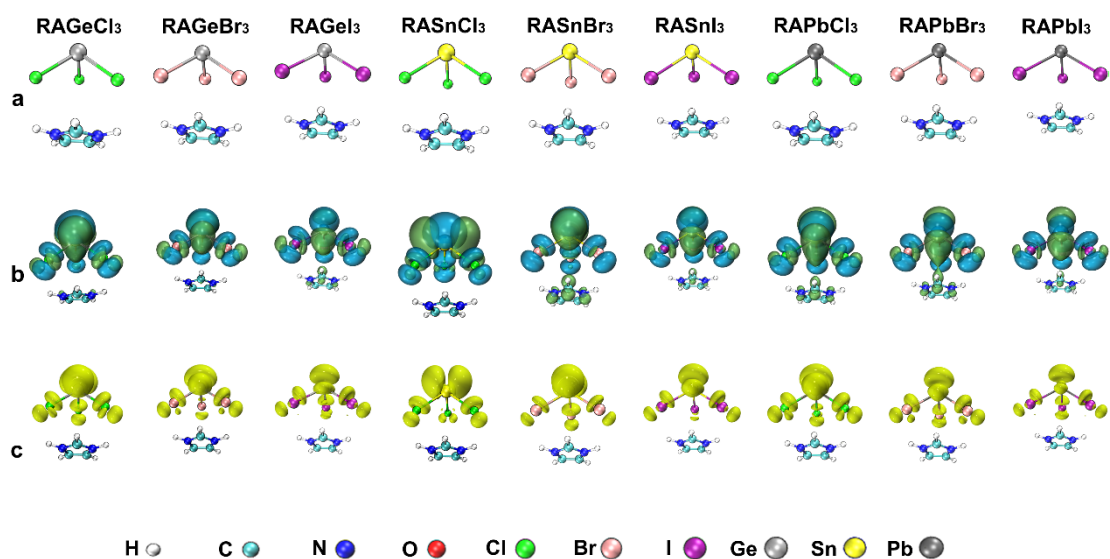 RAGeCl₃ RAGeBr₃ RAGeI₃ RASnCl₃ RASnBr₃ RASnI₃ RAPbCl₃ RAPbBr₃ RAPbI₃
a
b
c
H C N O Cl Br I Ge Sn Pb